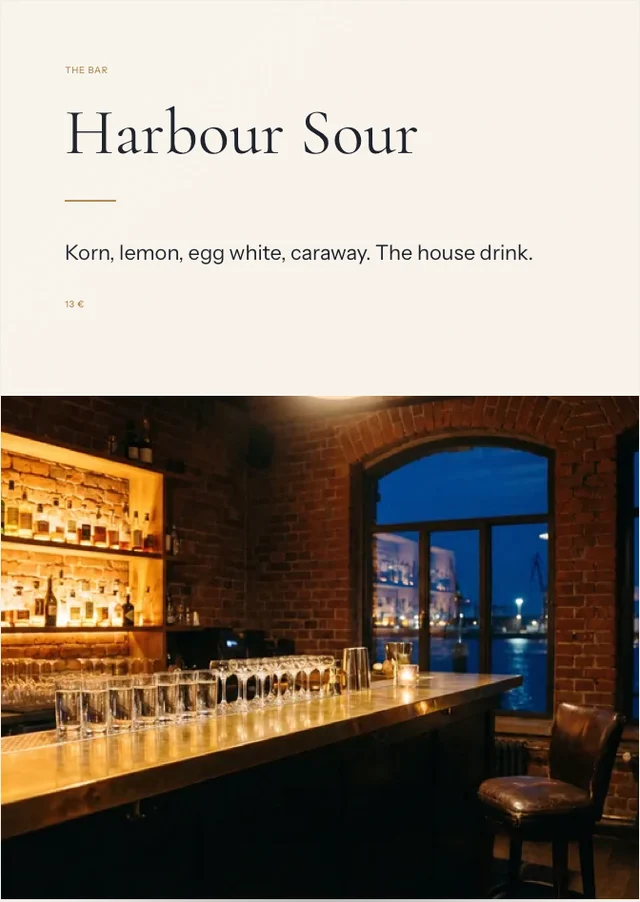 THE BAR
Harbour Sour
Korn, lemon, egg white, caraway. The house drink.
13 €